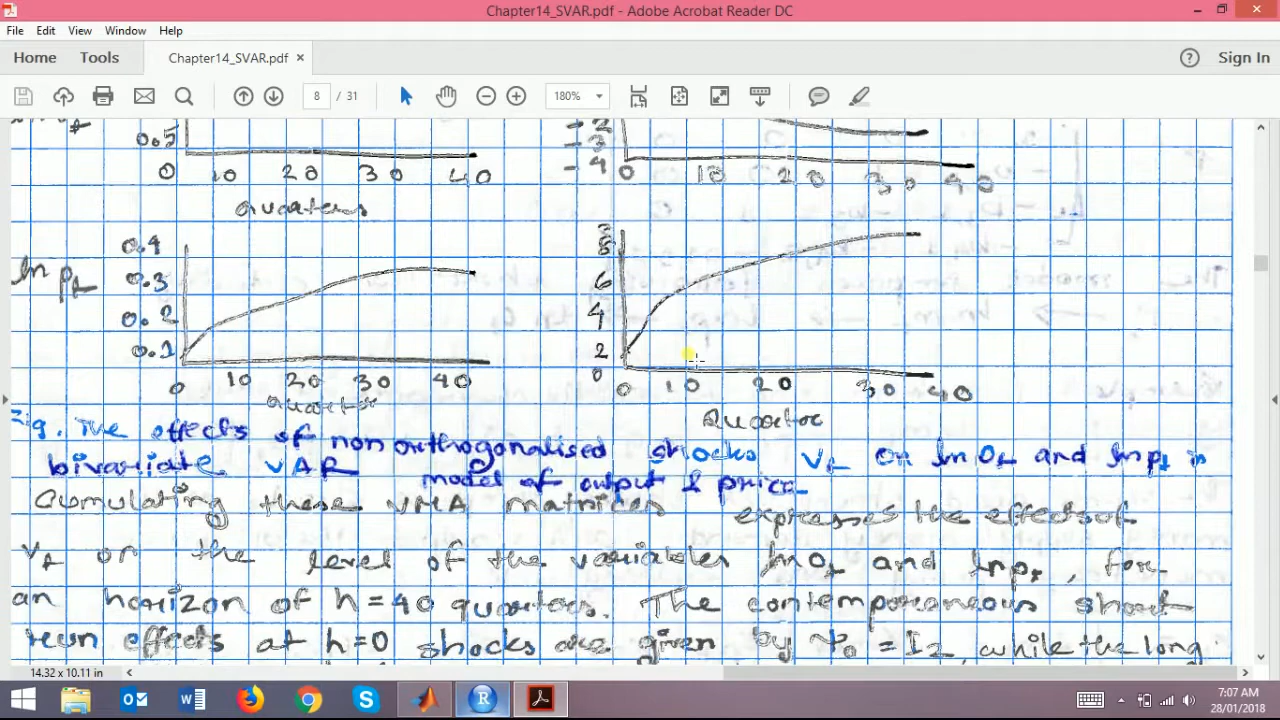 Chapter14_SVAR.pdf - Adobe Acrobat Reader DC
File Edit View Window Help
Home Tools Chapter14_SVAR.pdf × Sign In
8 / 31 180%
0.5 -2
-3
0 -4
10 20 30 40 0 10 20 30 40
quarters
0.4 8
ln pt 0.3 6
0.2 4
0.1 2
0
0 10 20 30 40 0 10 20 30 40
quarter Quarter
Fig. The effects of non orthogonalised shocks Vt on ln Ot and ln pt in
bivariate VAR model of output & price
Cumulating these VMA matrices expresses the effects of
Vt on the level of the variables ln Ot and ln pt, for
an horizon of h=40 quarters. The contemporaneous short
run effects at h=0 shocks are given by Ψ0 = I2, while the long
14.32 x 10.11 in
7:07 AM
28/01/2018